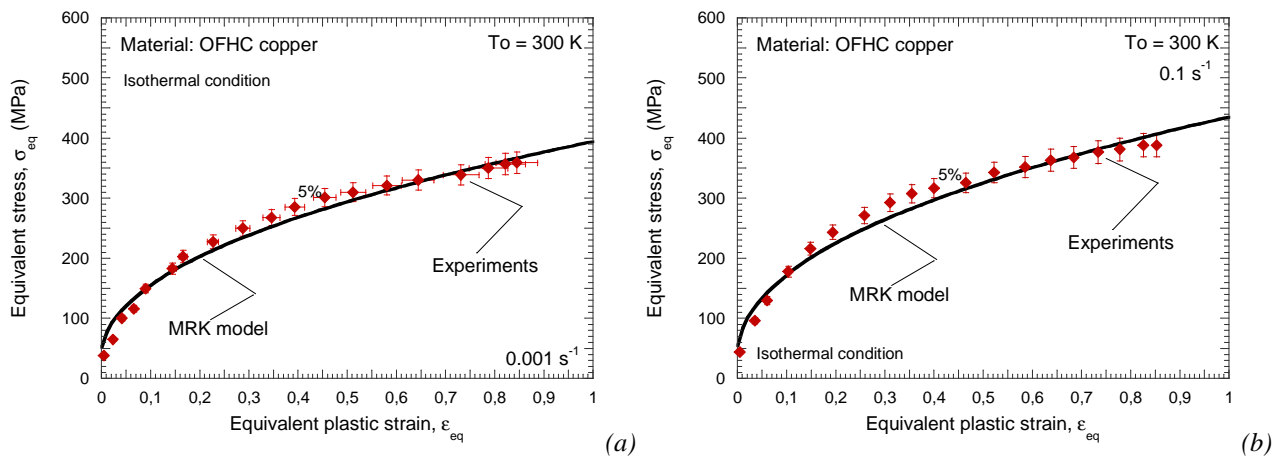 600
500
400
300
200
100
0
Equivalent stress, σeq (MPa)
Material: OFHC copper
To = 300 K
Isothermal condition
5%
Experiments
MRK model
0.001 s-1
0 0,1 0,2 0,3 0,4 0,5 0,6 0,7 0,8 0,9 1
Equivalent plastic strain, εeq
(a)
600
500
400
300
200
100
0
Equivalent stress, σeq (MPa)
Material: OFHC copper
To = 300 K
0.1 s-1
5%
Experiments
MRK model
Isothermal condition
0 0,1 0,2 0,3 0,4 0,5 0,6 0,7 0,8 0,9 1
Equivalent plastic strain, εeq
(b)